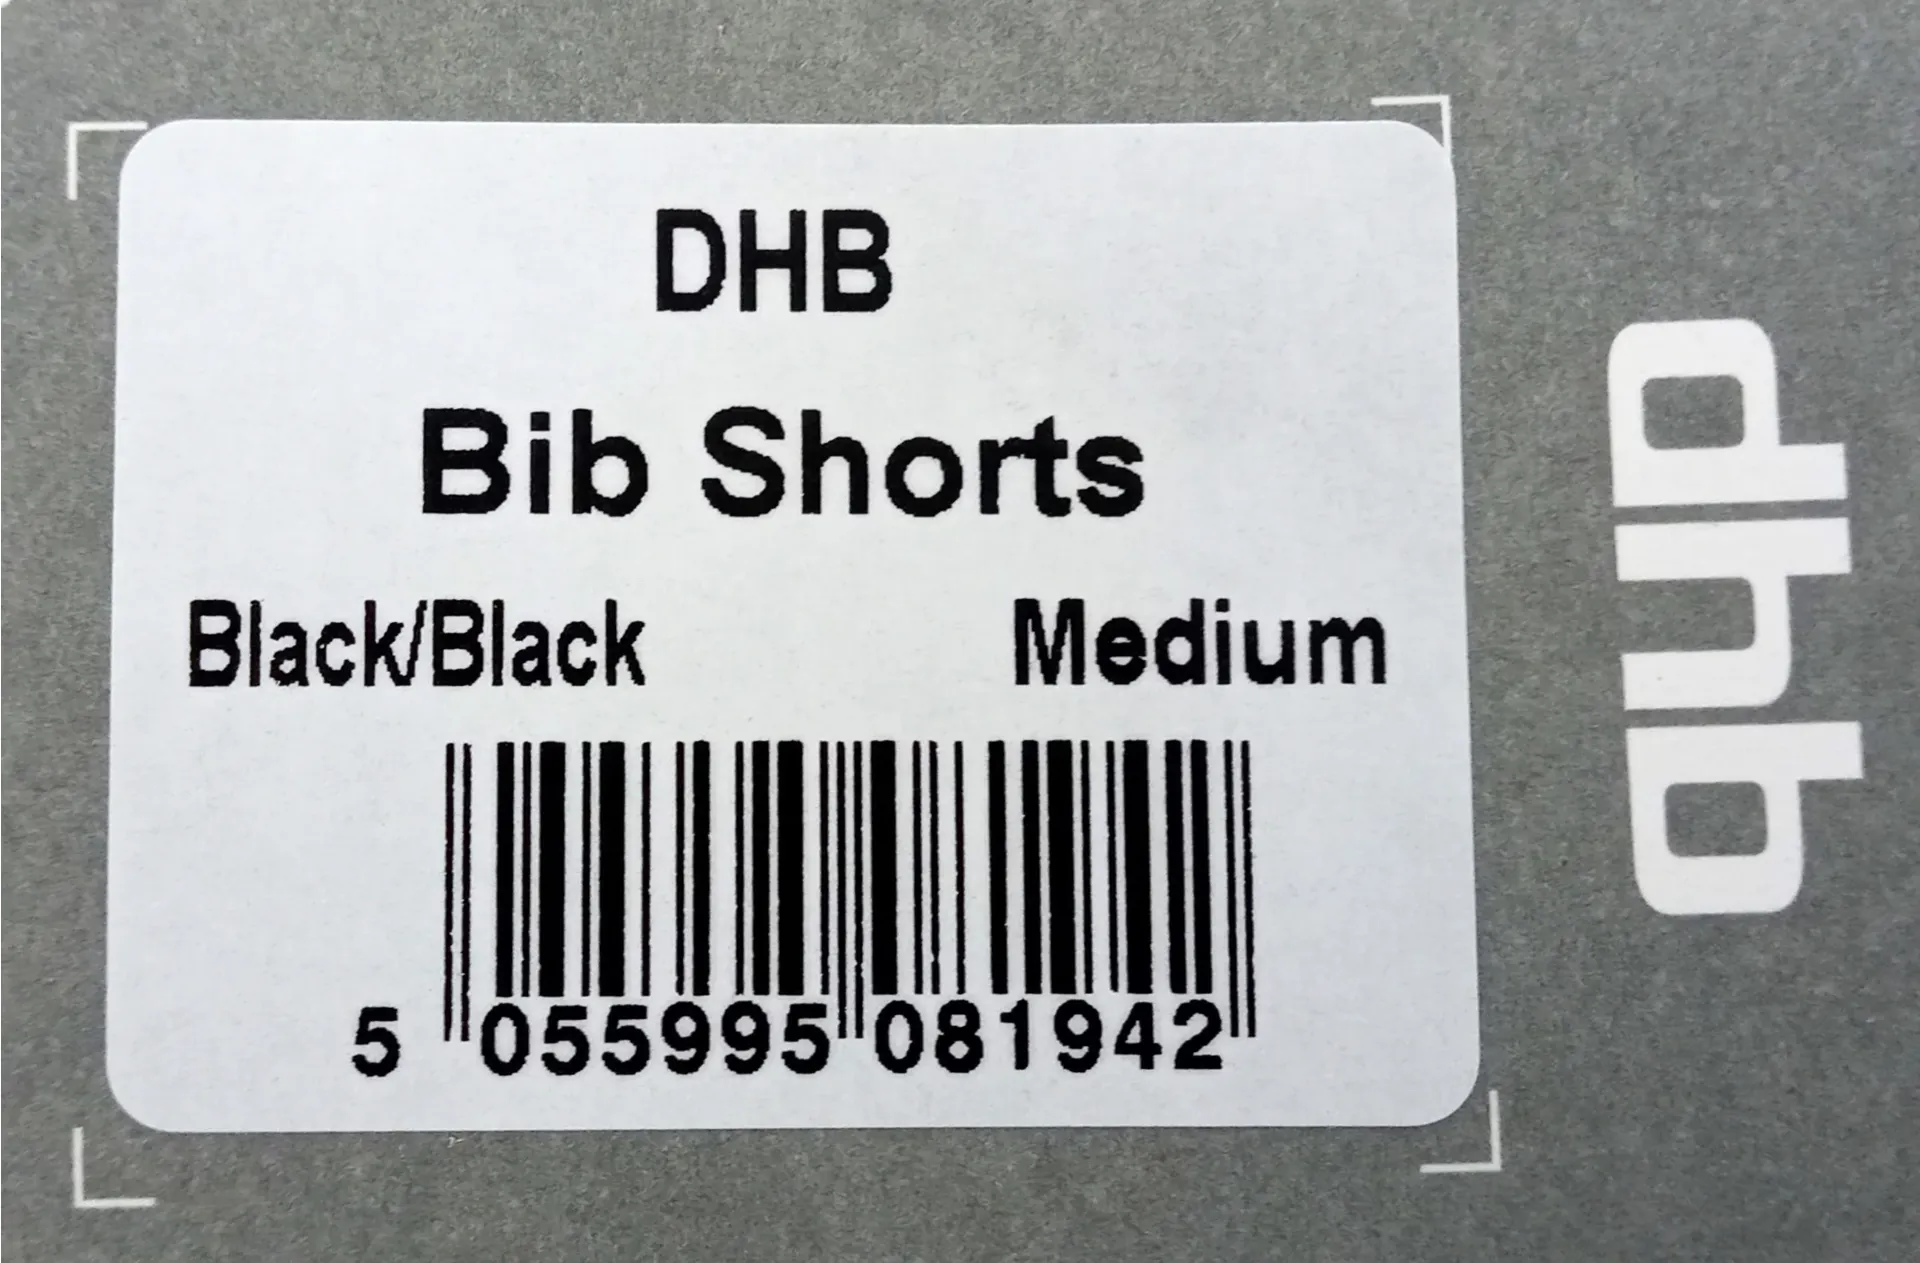 DHB
Bib Shorts
Black/Black Medium
5 055995 081942
dhb